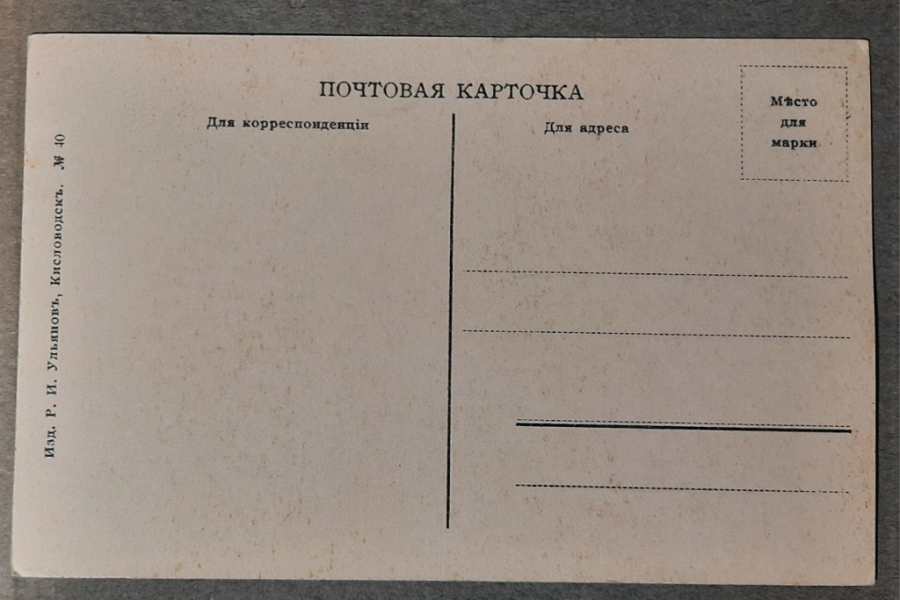 ПОЧТОВАЯ КАРТОЧКА
Для корреспонденціи
Для адреса
Мѣсто
для
марки
Изд. Р. И. Ульяновъ, Кисловодскъ. № 40